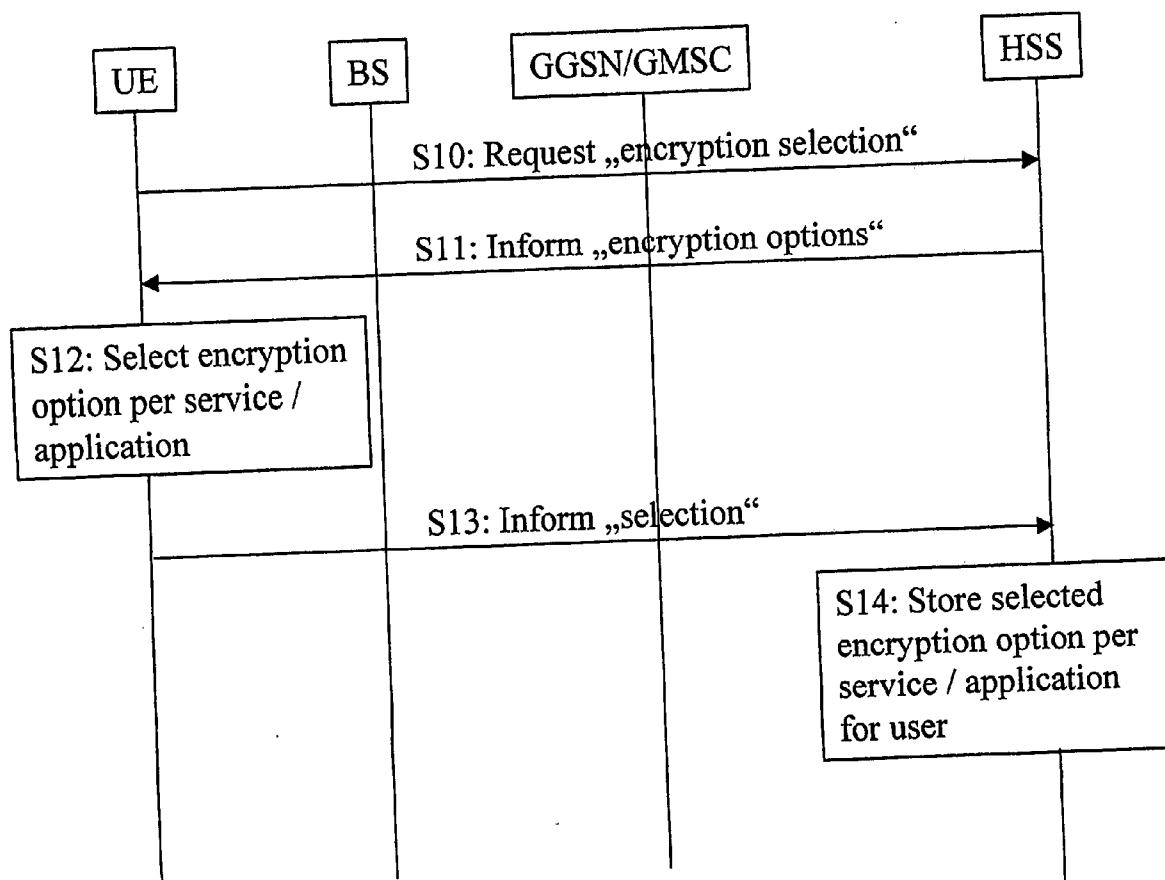 UE
BS
GGSN/GMSC
HSS
S10: Request „encryption selection“
S11: Inform „encryption options“
S12: Select encryption
option per service /
application
S13: Inform „selection“
S14: Store selected
encryption option per
service / application
for user